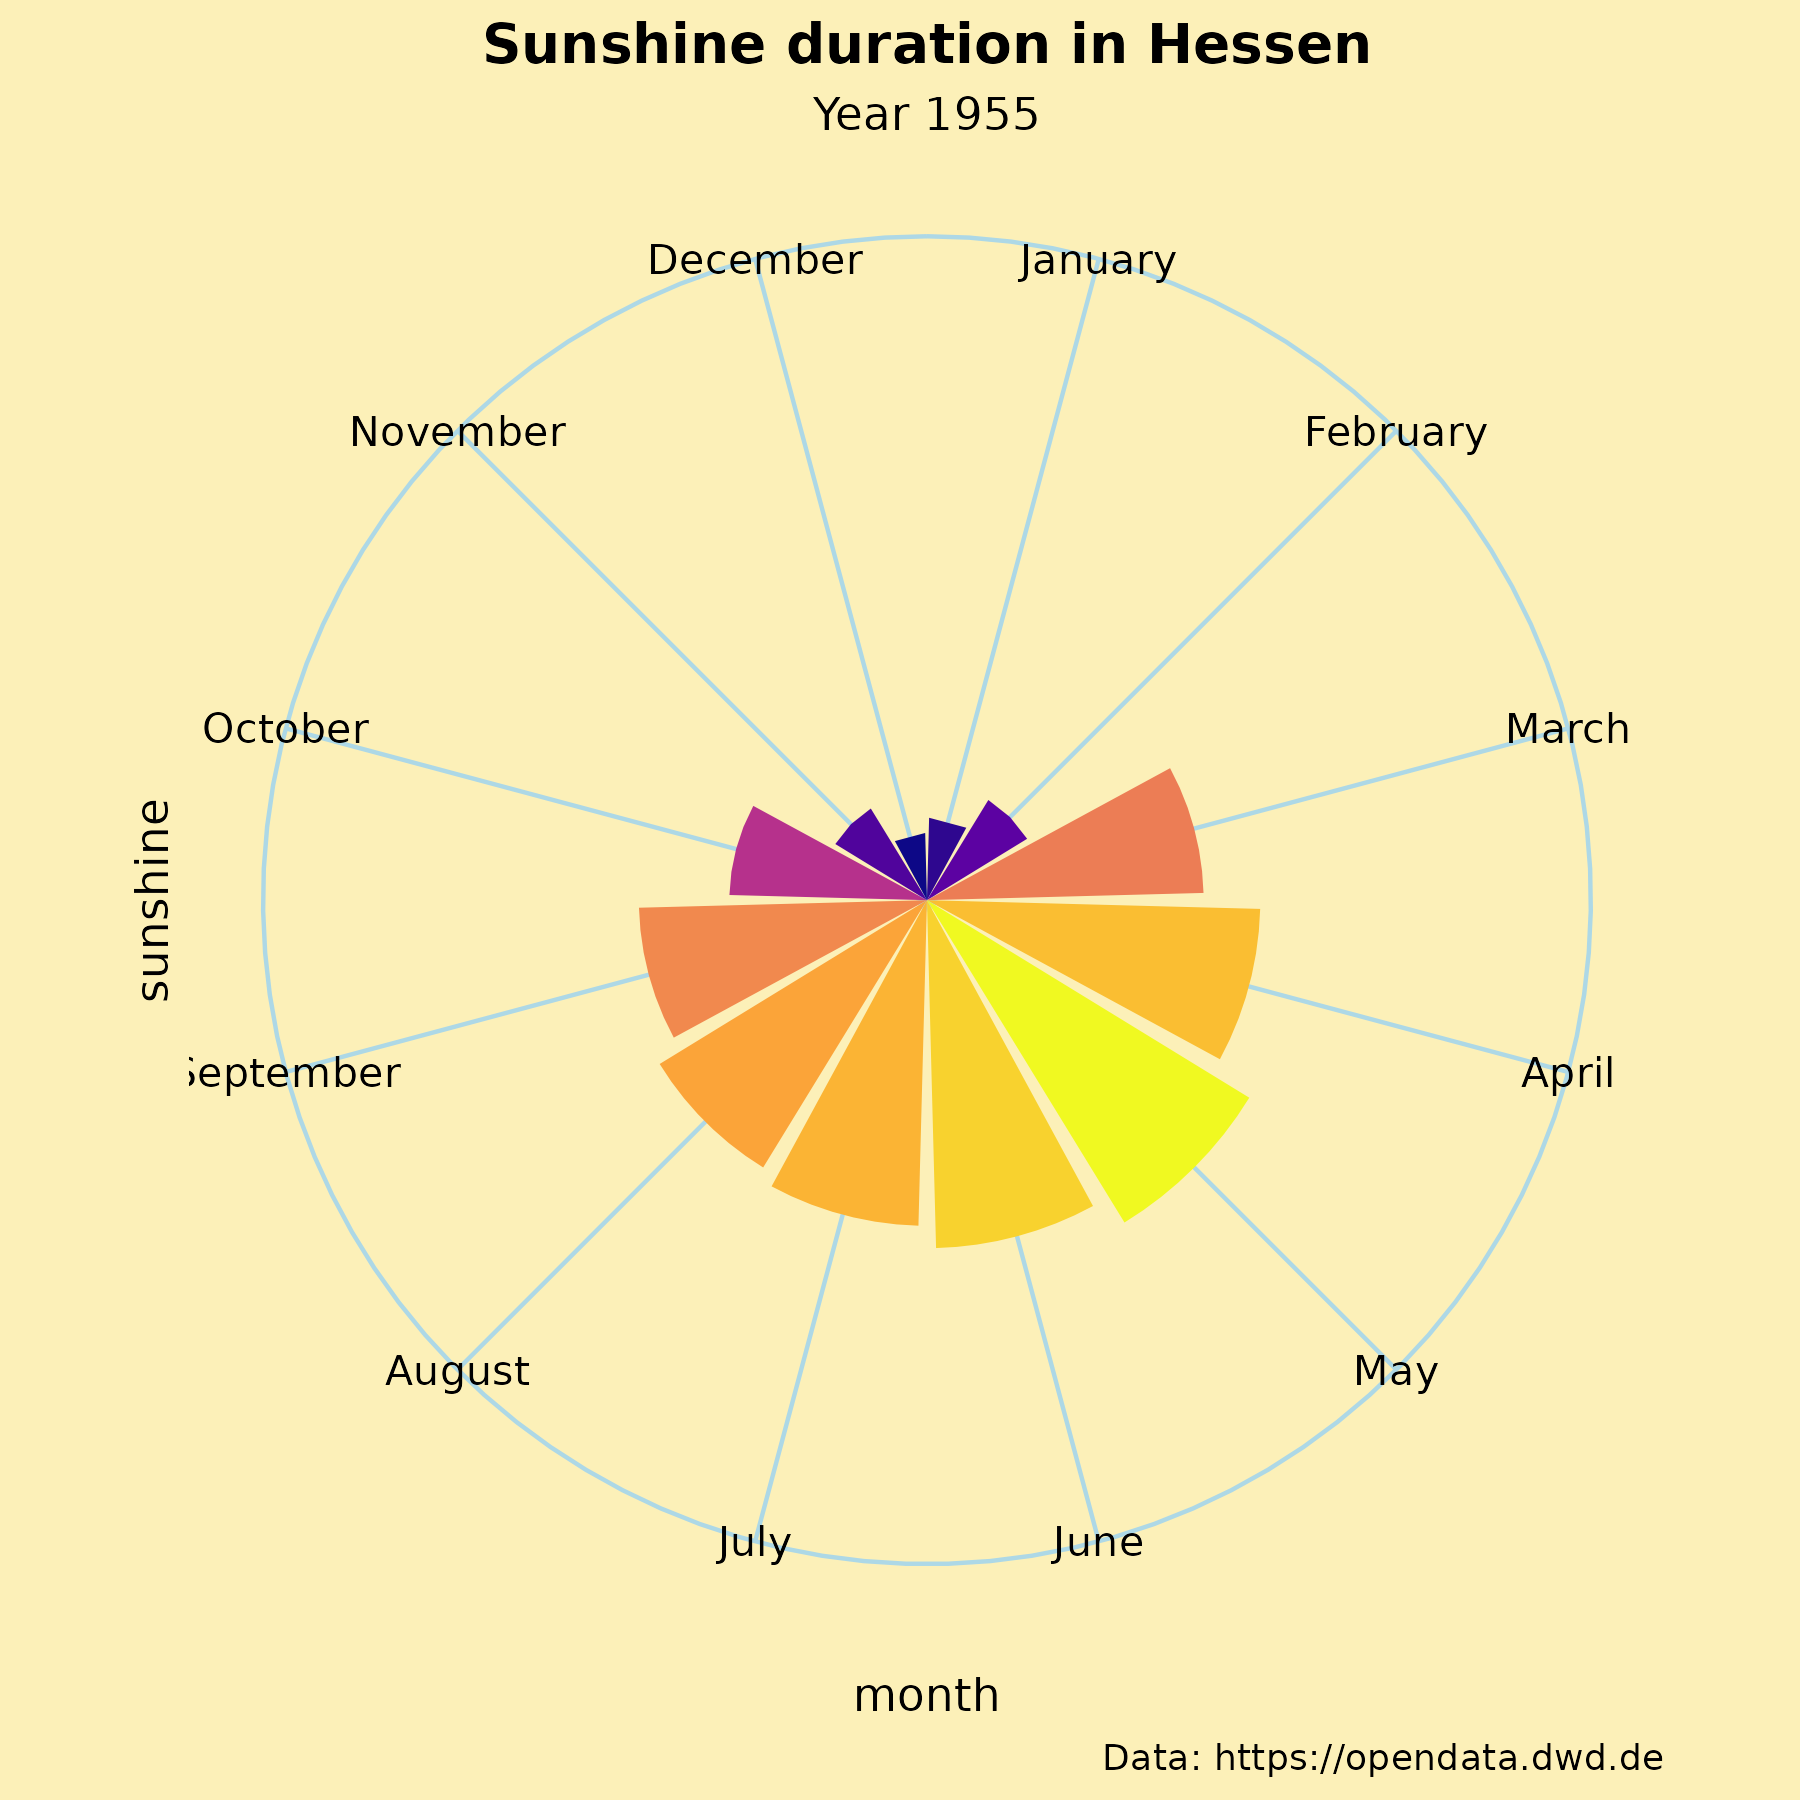 Sunshine duration in Hessen
Year 1955
December
January
November
February
October
March
sunshine
September
April
August
May
July
June
month
Data: https://opendata.dwd.de